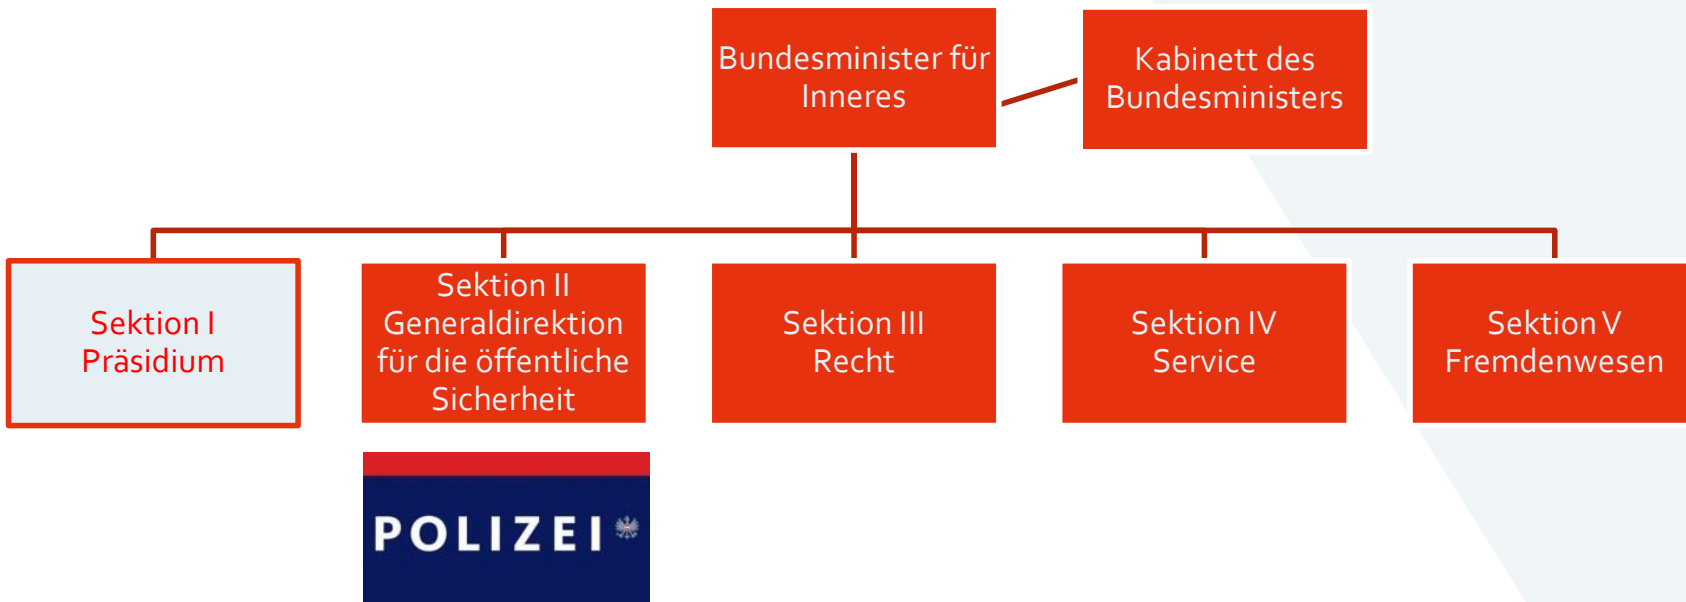 Bundesminister für
Inneres
Kabinett des
Bundesministers
Sektion I
Präsidium
Sektion II
Generaldirektion
für die öffentliche
Sicherheit
Sektion III
Recht
Sektion IV
Service
Sektion V
Fremdenwesen
POLIZEI